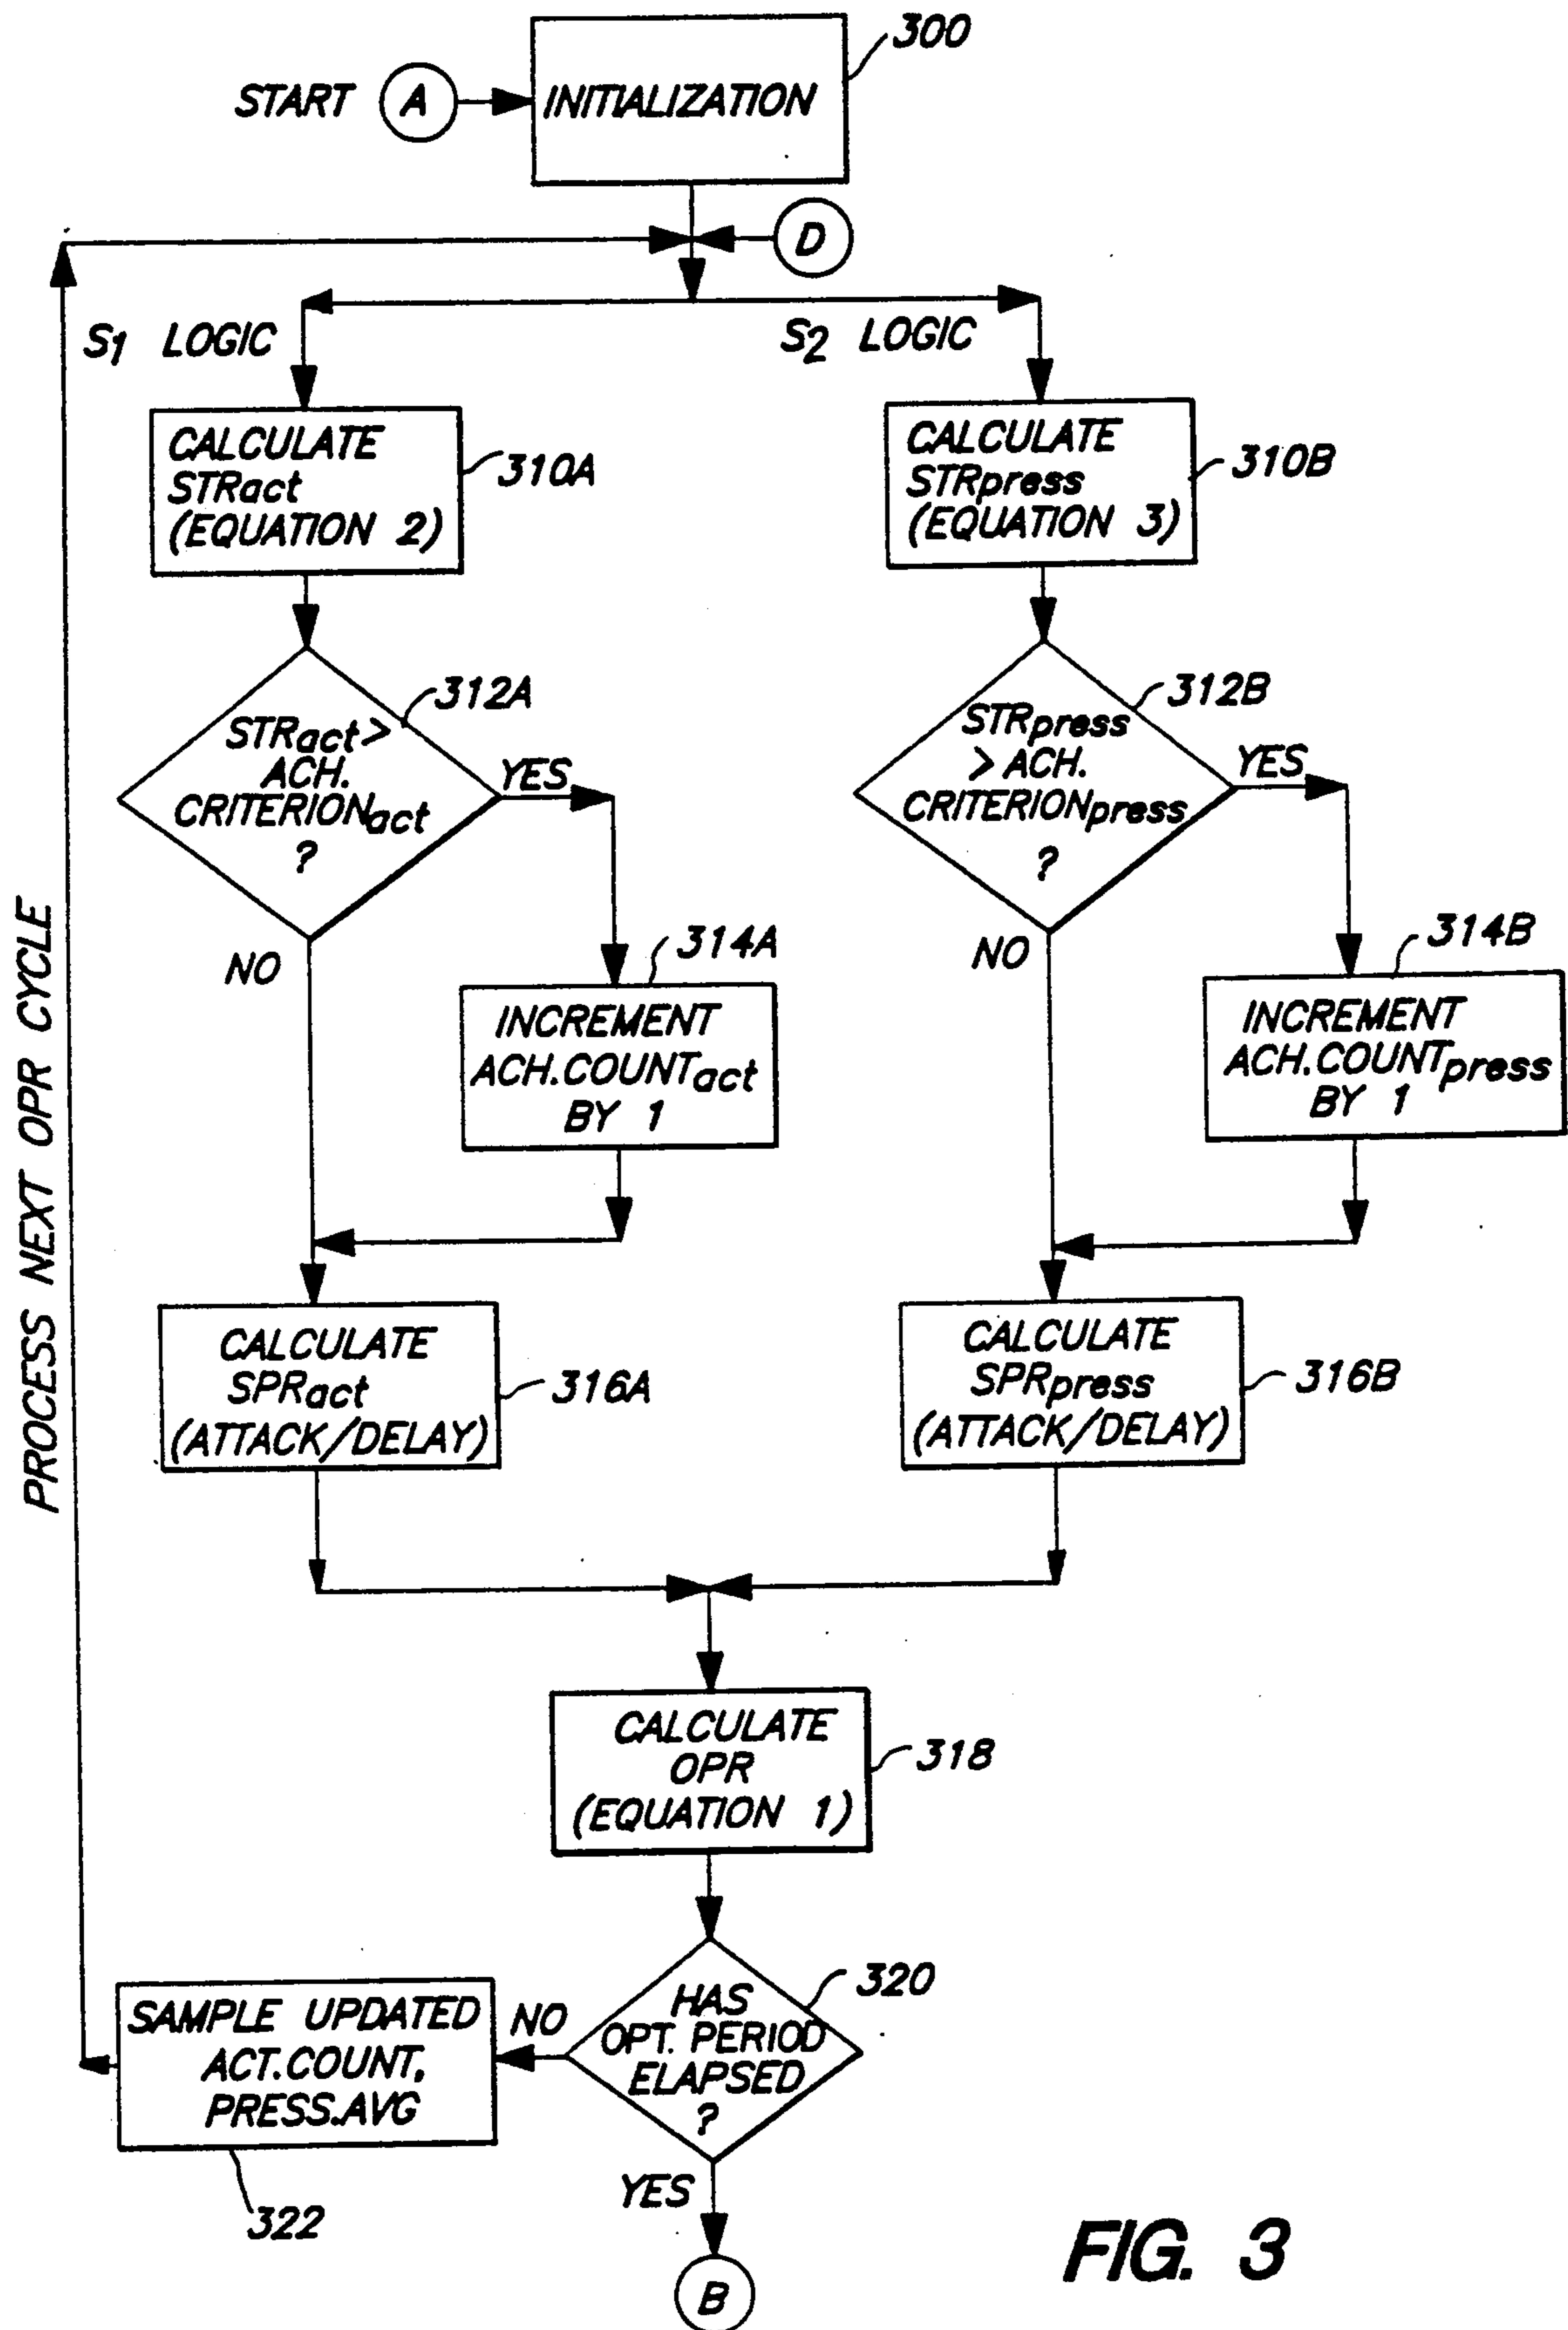 300
START A
INITIALIZATION
D
S1 LOGIC
S2 LOGIC
CALCULATE
STRact
(EQUATION 2)
310A
CALCULATE
STRpress
(EQUATION 3)
310B
312A
STRact >
ACH.
CRITERIONact
?
YES
NO
312B
STRpress
> ACH.
CRITERIONpress
?
YES
NO
314A
INCREMENT
ACH.COUNTact
BY 1
314B
INCREMENT
ACH.COUNTpress
BY 1
CALCULATE
SPRact
(ATTACK/DELAY)
316A
CALCULATE
SPRpress
(ATTACK/DELAY)
316B
PROCESS NEXT OPR CYCLE
CALCULATE
OPR
(EQUATION 1)
318
320
HAS
OPT. PERIOD
ELAPSED
?
NO
SAMPLE UPDATED
ACT.COUNT,
PRESS.AVG
322
YES
B
FIG. 3